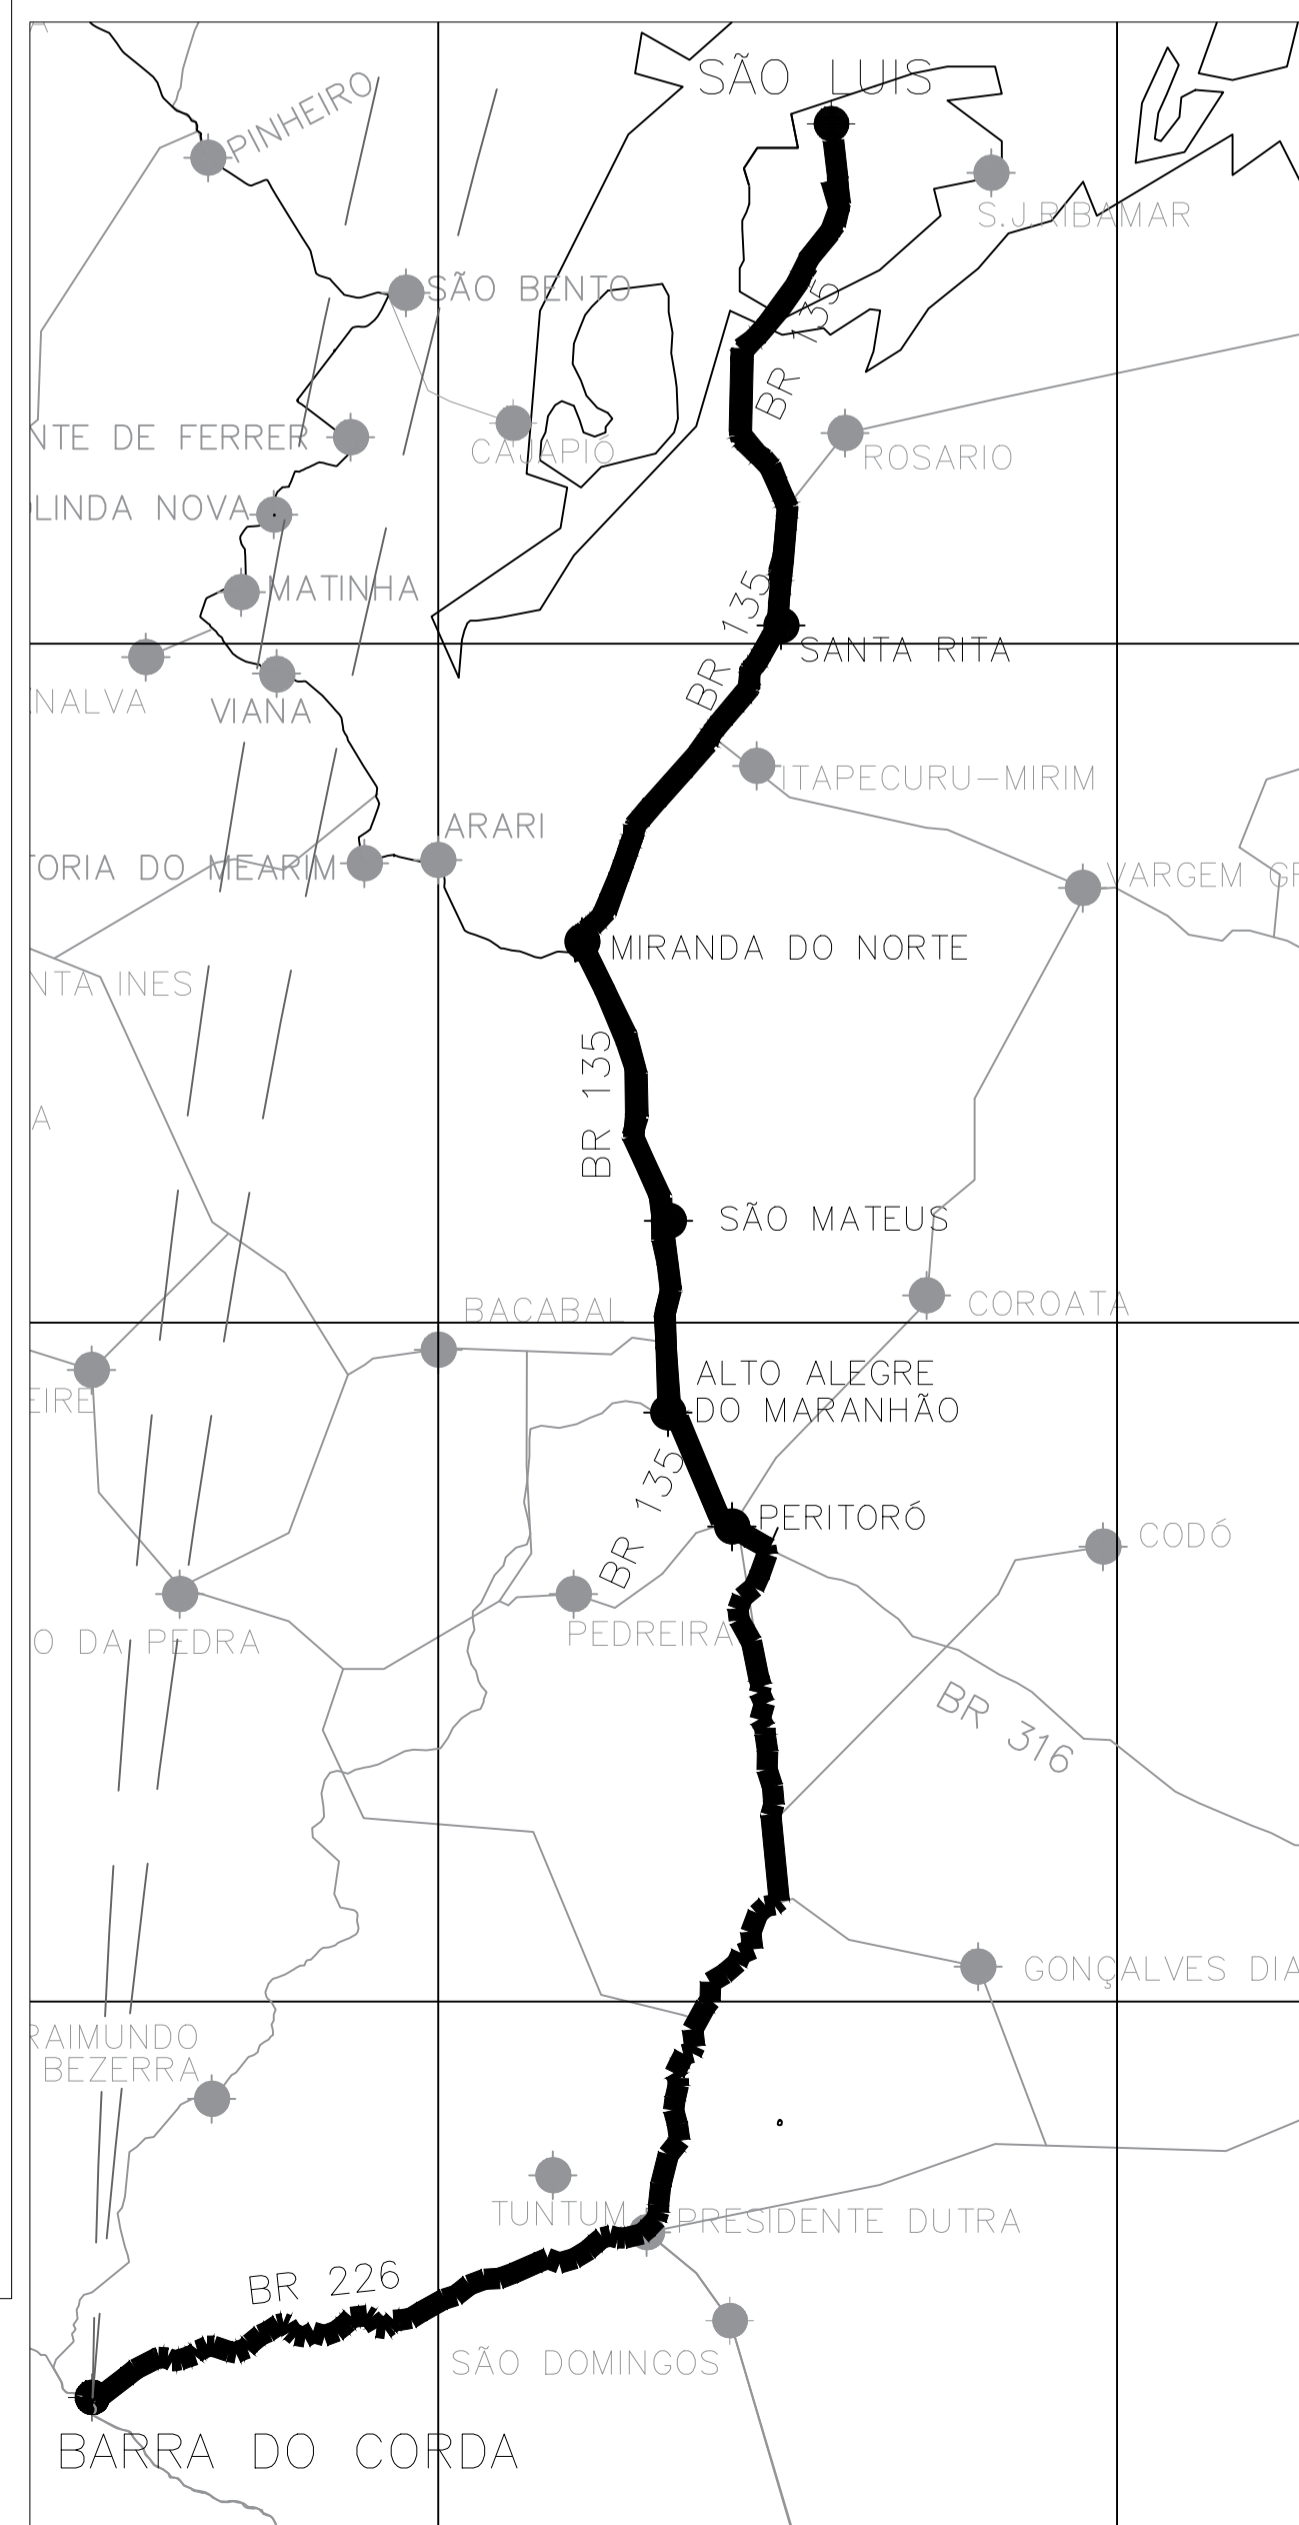 SÃO LUIS
PINHEIRO
S.J.RIBAMAR
SÃO BENTO
BR 135
NTE DE FERRER
CAJAPIÓ
ROSARIO
OLINDA NOVA
MATINHA
BR 135
SANTA RITA
ENALVA
VIANA
ITAPECURU-MIRIM
ARARI
TORIA DO MEARIM
VARGEM GR
MIRANDA DO NORTE
NTA INES
BR 135
A
SÃO MATEUS
BACABAL
COROATA
ALTO ALEGRE
DO MARANHÃO
EIRE
BR 135
PERITORÓ
CODÓ
PEDREIRA
O DA PEDRA
BR 316
GONÇALVES DIA
RAIMUNDO
BEZERRA
TUNTUM
PRESIDENTE DUTRA
BR 226
SÃO DOMINGOS
BARRA DO CORDA